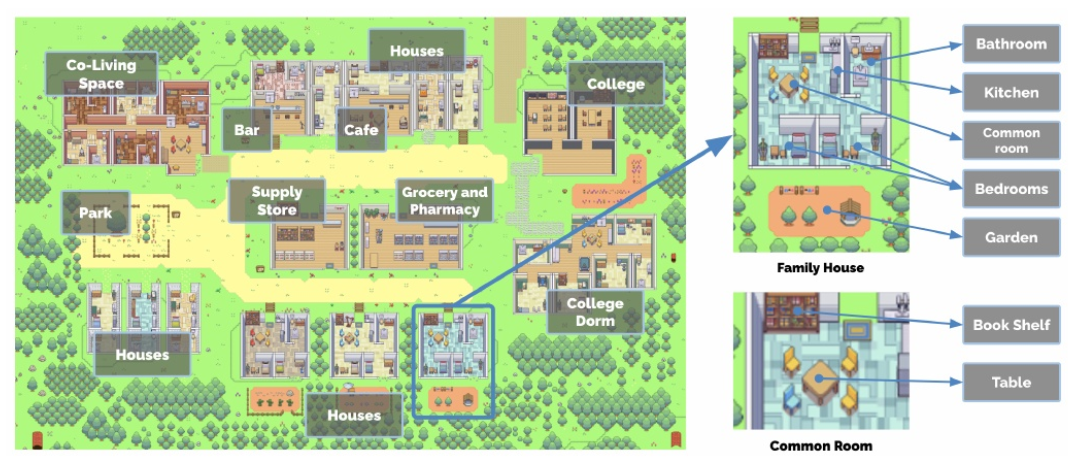 Co-Living
Space
Houses
College
Bar
Cafe
Park
Supply
Store
Grocery and
Pharmacy
Houses
College
Dorm
Houses
Bathroom
Kitchen
Common
room
Bedrooms
Garden
Family House
Book Shelf
Table
Common Room